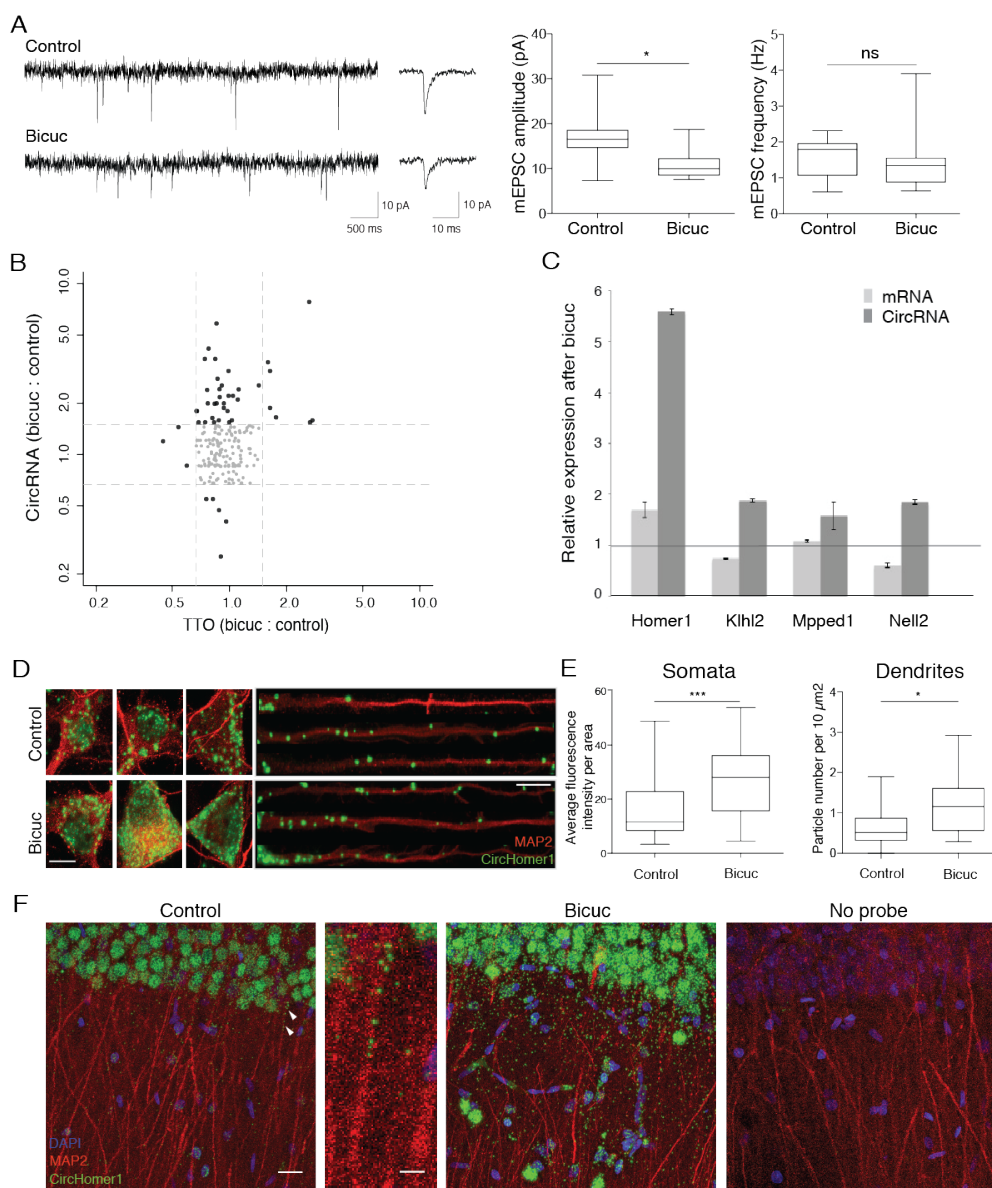 A
Control
Bicuc
10 pA
500 ms
10 pA
10 ms
mEPSC amplitude (pA)
40
30
20
10
0
*
Control
Bicuc
mEPSC frequency (Hz)
5
4
3
2
1
0
ns
Control
Bicuc
B
CircRNA (bicuc : control)
10.0
5.0
2.0
1.0
0.5
0.2
0.2
0.5
1.0
2.0
5.0
10.0
TTO (bicuc : control)
C
Relative expression after bicuc
6
5
4
3
2
1
0
mRNA
CircRNA
Homer1
Klhl2
Mpped1
Nell2
D
Control
Bicuc
MAP2
CircHomer1
E
Somata
Average fluorescence
intensity per area
60
40
20
0
***
Control
Bicuc
Dendrites
Particle number per 10 µm2
4
3
2
1
0
*
Control
Bicuc
F
Control
Bicuc
No probe
DAPI
MAP2
CircHomer1